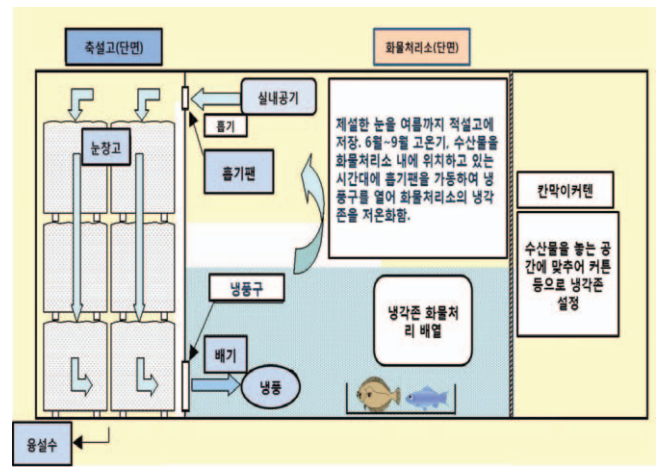 축설고(단면)
화물처리소(단면)
실내공기
흡기
눈창고
흡기팬
제설한 눈을 여름까지 적설고에
저장. 6월~9월 고온기, 수산물을
화물처리소 내에 위치하고 있는
시간대에 흡기팬을 가동하여 냉
풍구를 열어 화물처리소의 냉각
존을 저온화함.
칸막이커텐
수산물을 놓는 공
간에 맞추어 커튼
등으로 냉각존
설정
냉풍구
냉각존 화물처
리 배열
배기
냉풍
융설수